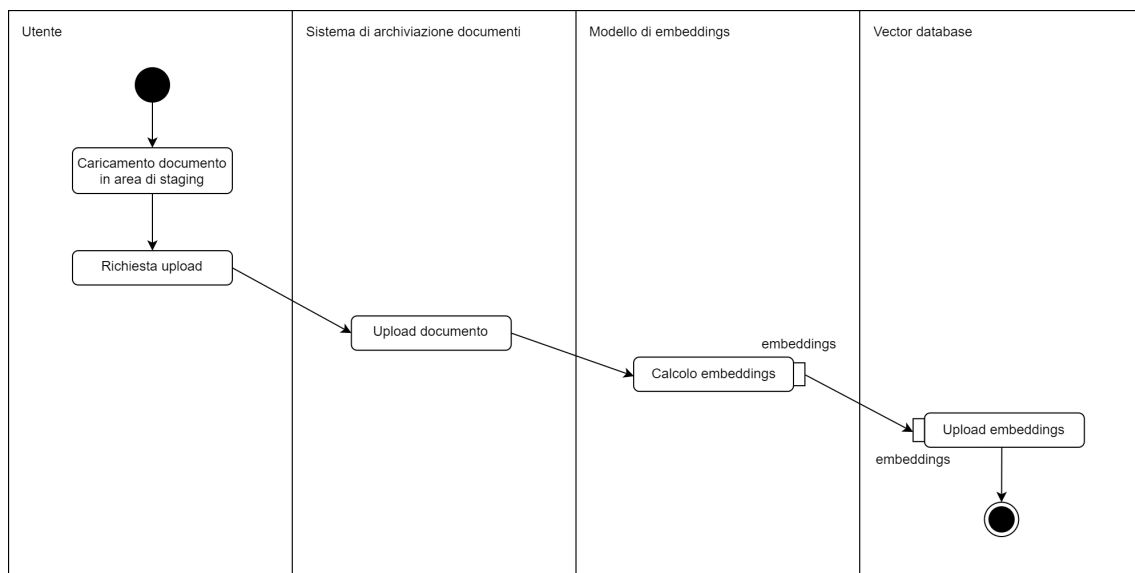 Utente
Sistema di archiviazione documenti
Modello di embeddings
Vector database
Caricamento documento
in area di staging
Richiesta upload
Upload documento
embeddings
Calcolo embeddings
Upload embeddings
embeddings